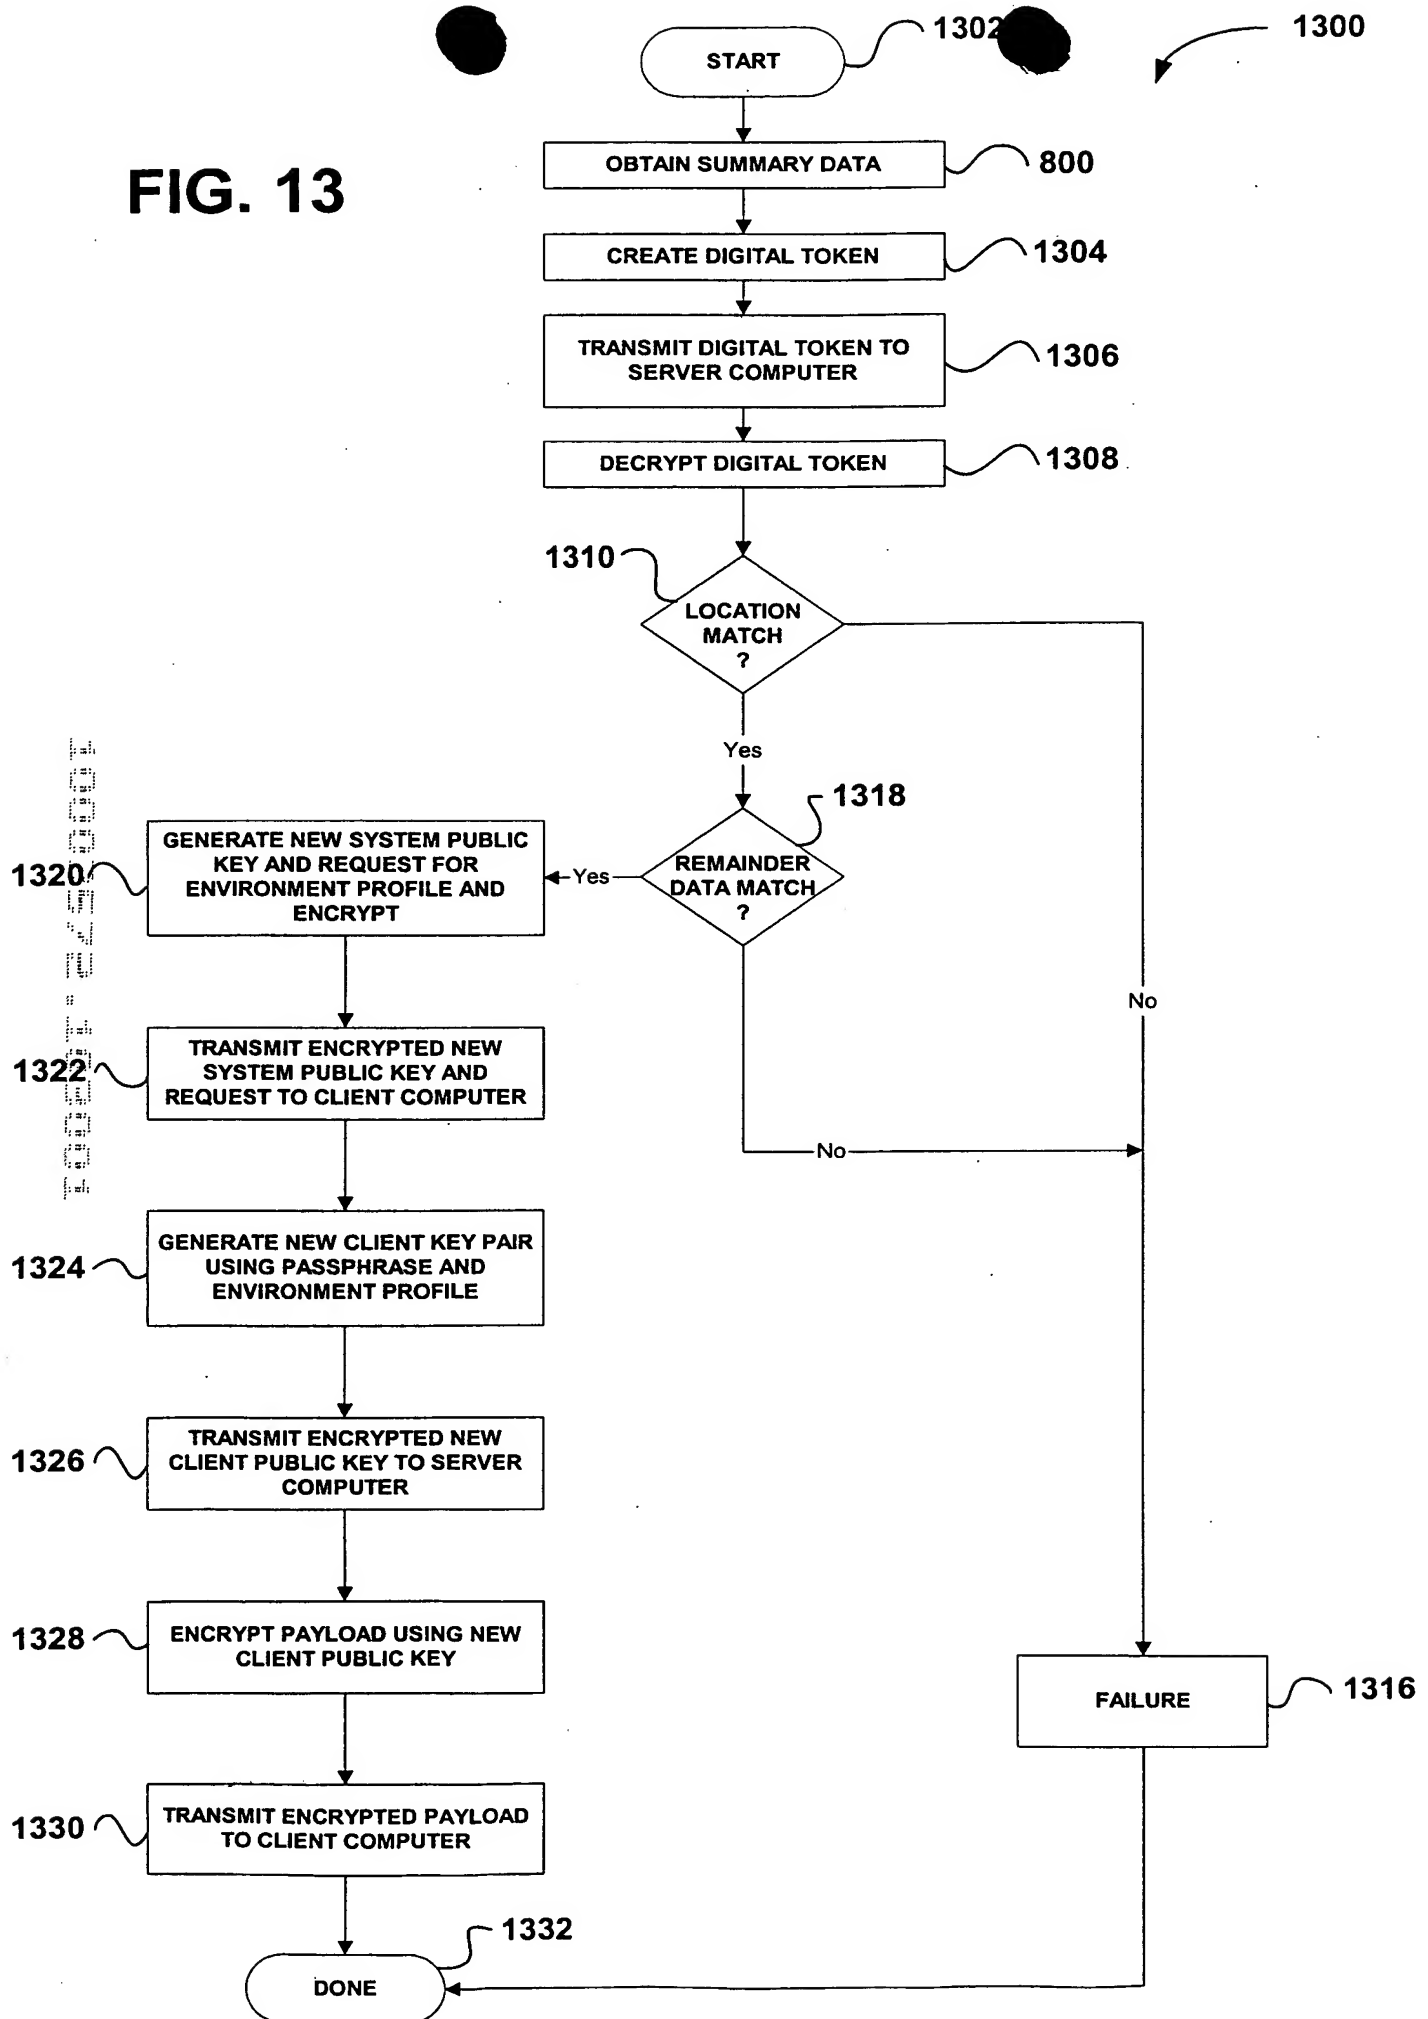 1302
1300
START
FIG. 13
OBTAIN SUMMARY DATA
800
CREATE DIGITAL TOKEN
1304
TRANSMIT DIGITAL TOKEN TO
SERVER COMPUTER
1306
DECRYPT DIGITAL TOKEN
1308
1310
LOCATION
MATCH
?
Yes
1318
REMAINDER
DATA MATCH
?
Yes
No
No
1320
GENERATE NEW SYSTEM PUBLIC
KEY AND REQUEST FOR
ENVIRONMENT PROFILE AND
ENCRYPT
1322
TRANSMIT ENCRYPTED NEW
SYSTEM PUBLIC KEY AND
REQUEST TO CLIENT COMPUTER
1324
GENERATE NEW CLIENT KEY PAIR
USING PASSPHRASE AND
ENVIRONMENT PROFILE
1326
TRANSMIT ENCRYPTED NEW
CLIENT PUBLIC KEY TO SERVER
COMPUTER
1328
ENCRYPT PAYLOAD USING NEW
CLIENT PUBLIC KEY
FAILURE
1316
1330
TRANSMIT ENCRYPTED PAYLOAD
TO CLIENT COMPUTER
1332
DONE